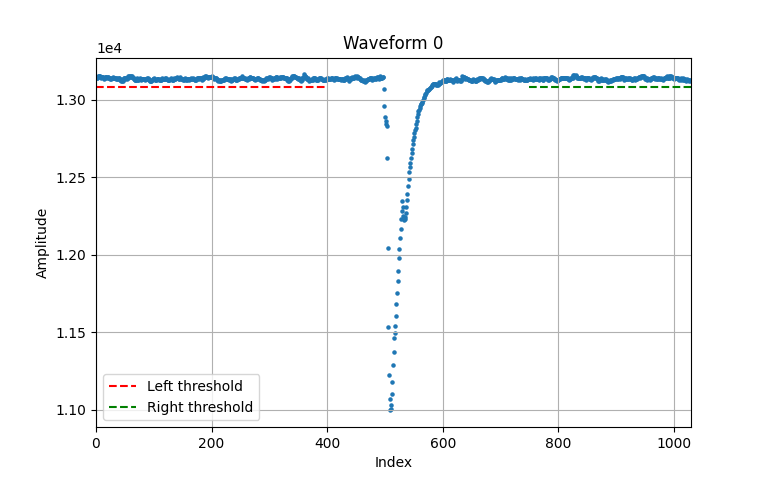 Waveform 0
1e4
Amplitude
1.30
1.25
1.20
1.15
1.10
Left threshold
Right threshold
0 200 400 600 800 1000
Index